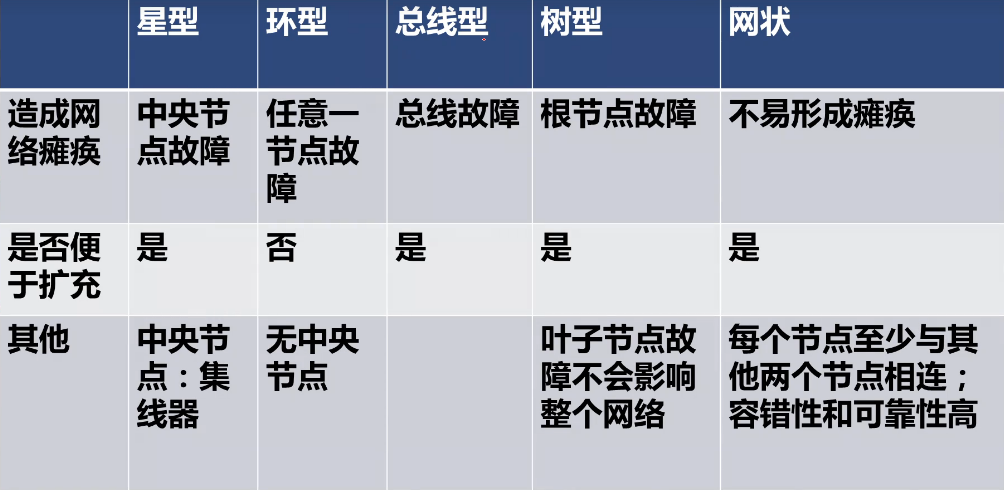 星型 环型 总线型 树型 网状
造成网
络瘫痪
中央节
点故障
任意一
节点故
障
总线故障
根节点故障
不易形成瘫痪
是否便
于扩充
是
否
是
是
是
其他
中央节
点：集
线器
无中央
节点
叶子节点故
障不会影响
整个网络
每个节点至少与其
他两个节点相连；
容错性和可靠性高